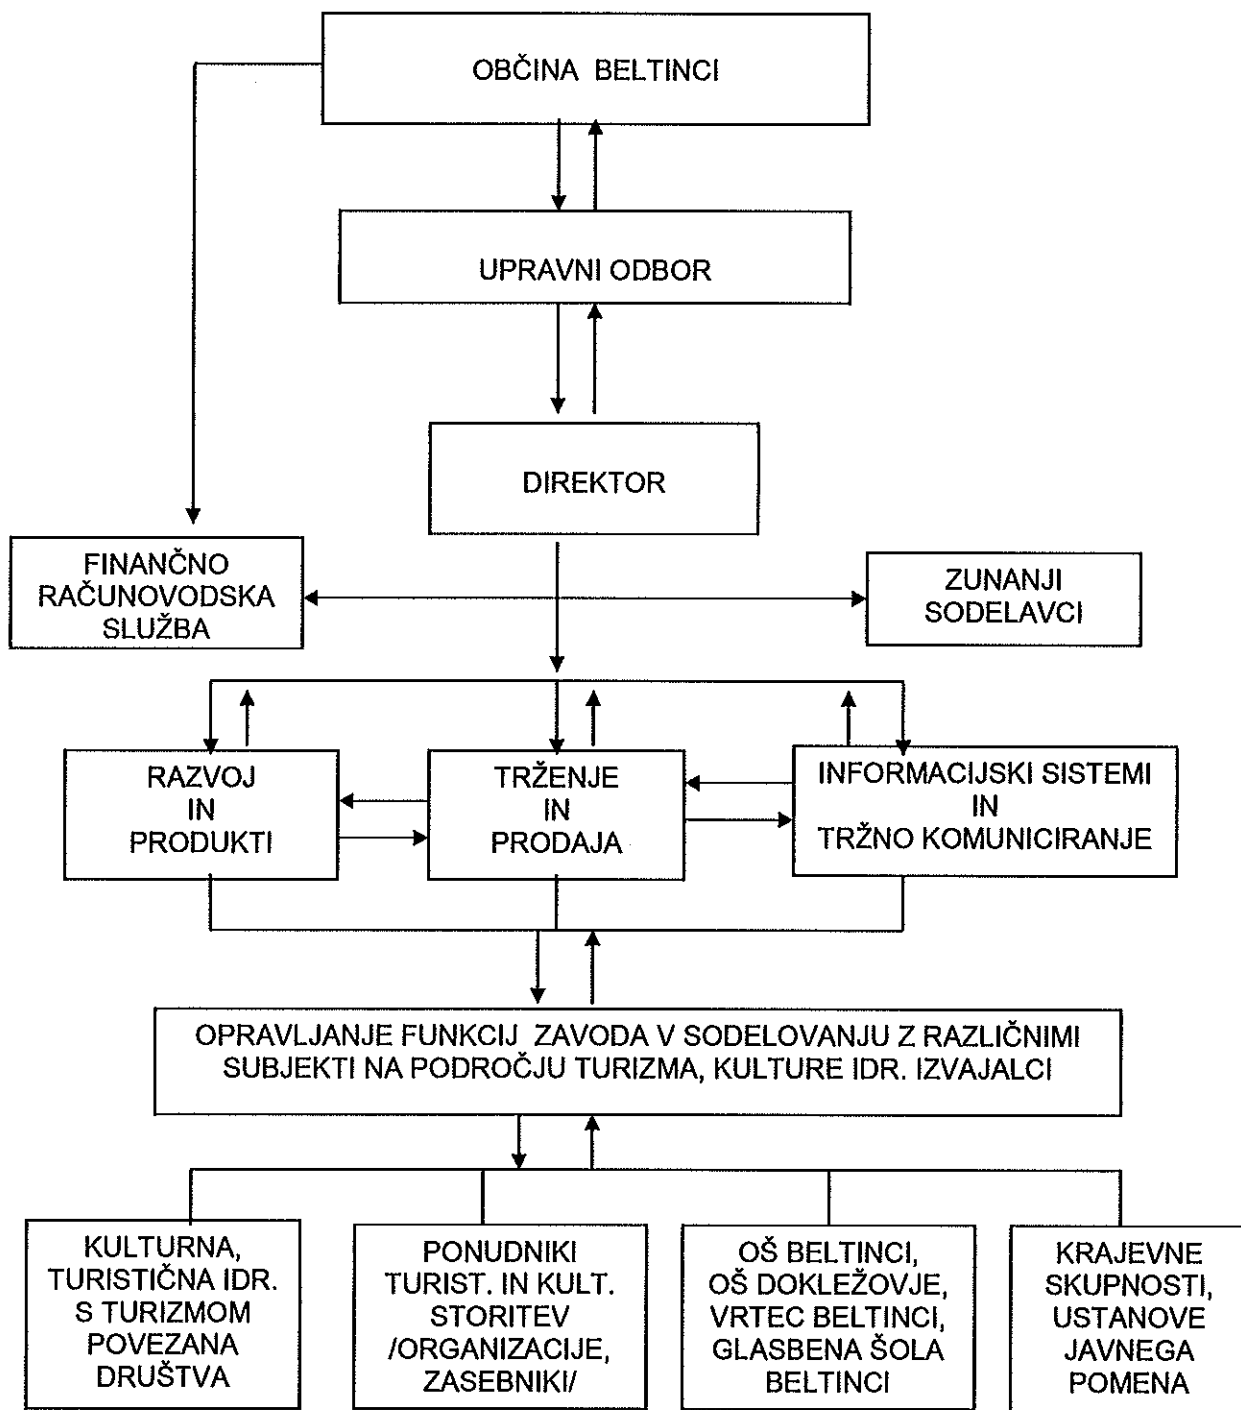 OBČINA BELTINCI
UPRAVNI ODBOR
DIREKTOR
FINANČNO
RAČUNOVODSKA
SLUŽBA
ZUNANJI
SODELAVCI
RAZVOJ
IN
PRODUKTI
TRŽENJE
IN
PRODAJA
INFORMACIJSKI SISTEMI
IN
TRŽNO KOMUNICIRANJE
OPRAVLJANJE FUNKCIJ ZAVODA V SODELOVANJU Z RAZLIČNIMI
SUBJEKTI NA PODROČJU TURIZMA, KULTURE IDR. IZVAJALCI
KULTURNA,
TURISTIČNA IDR.
S TURIZMOM
POVEZANA
DRUŠTVA
PONUDNIKI
TURIST. IN KULT.
STORITEV
/ORGANIZACIJE,
ZASEBNIKI/
OŠ BELTINCI,
OŠ DOKLEŽOVJE,
VRTEC BELTINCI,
GLASBENA ŠOLA
BELTINCI
KRAJEVNE
SKUPNOSTI,
USTANOVE
JAVNEGA
POMENA